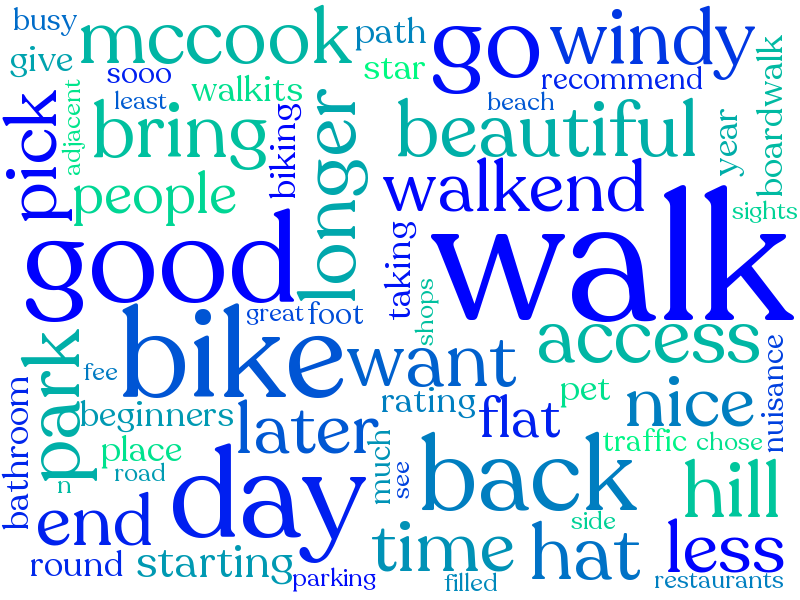 busy
mccook
path
go
windy
give
sooo
star
recommend
walkits
least
beach
boardwalk
pick
adjacent
bring
biking
longer
beautiful
year
people
walkend
sights
good
taking
walk
shops
great
foot
bike
access
park
fee
want
nice
nuisance
bathroom
beginners
rating
flat
pet
later
place
much
traffic
chose
road
n
see
day
back
hill
end
side
time
hat
less
round
starting
parking
filled
restaurants